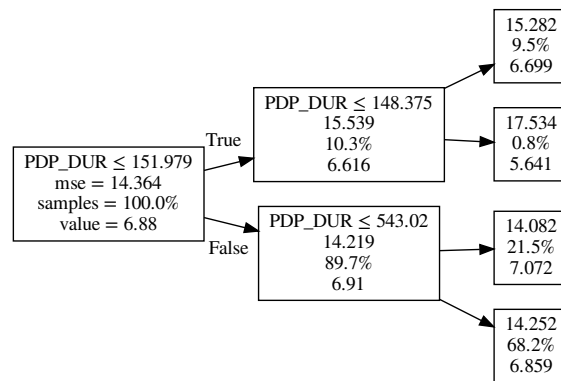 PDP_DUR ≤ 151.979
mse = 14.364
samples = 100.0%
value = 6.88
True
False
PDP_DUR ≤ 148.375
15.539
10.3%
6.616
PDP_DUR ≤ 543.02
14.219
89.7%
6.91
15.282
9.5%
6.699
17.534
0.8%
5.641
14.082
21.5%
7.072
14.252
68.2%
6.859